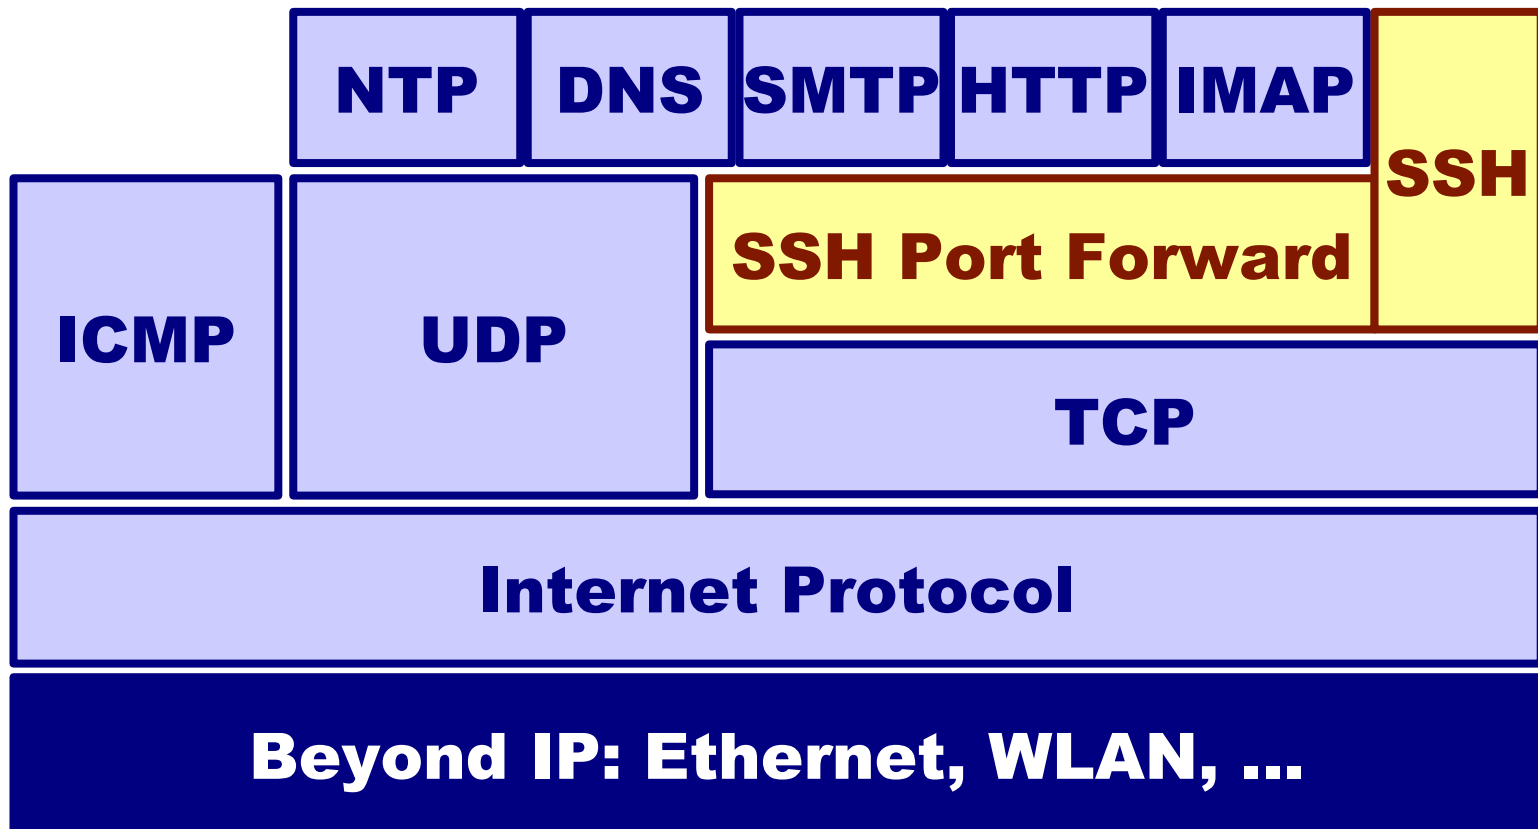 NTP
DNS
SMTP
HTTP
IMAP
SSH
SSH Port Forward
ICMP
UDP
TCP
Internet Protocol
Beyond IP: Ethernet, WLAN, ...